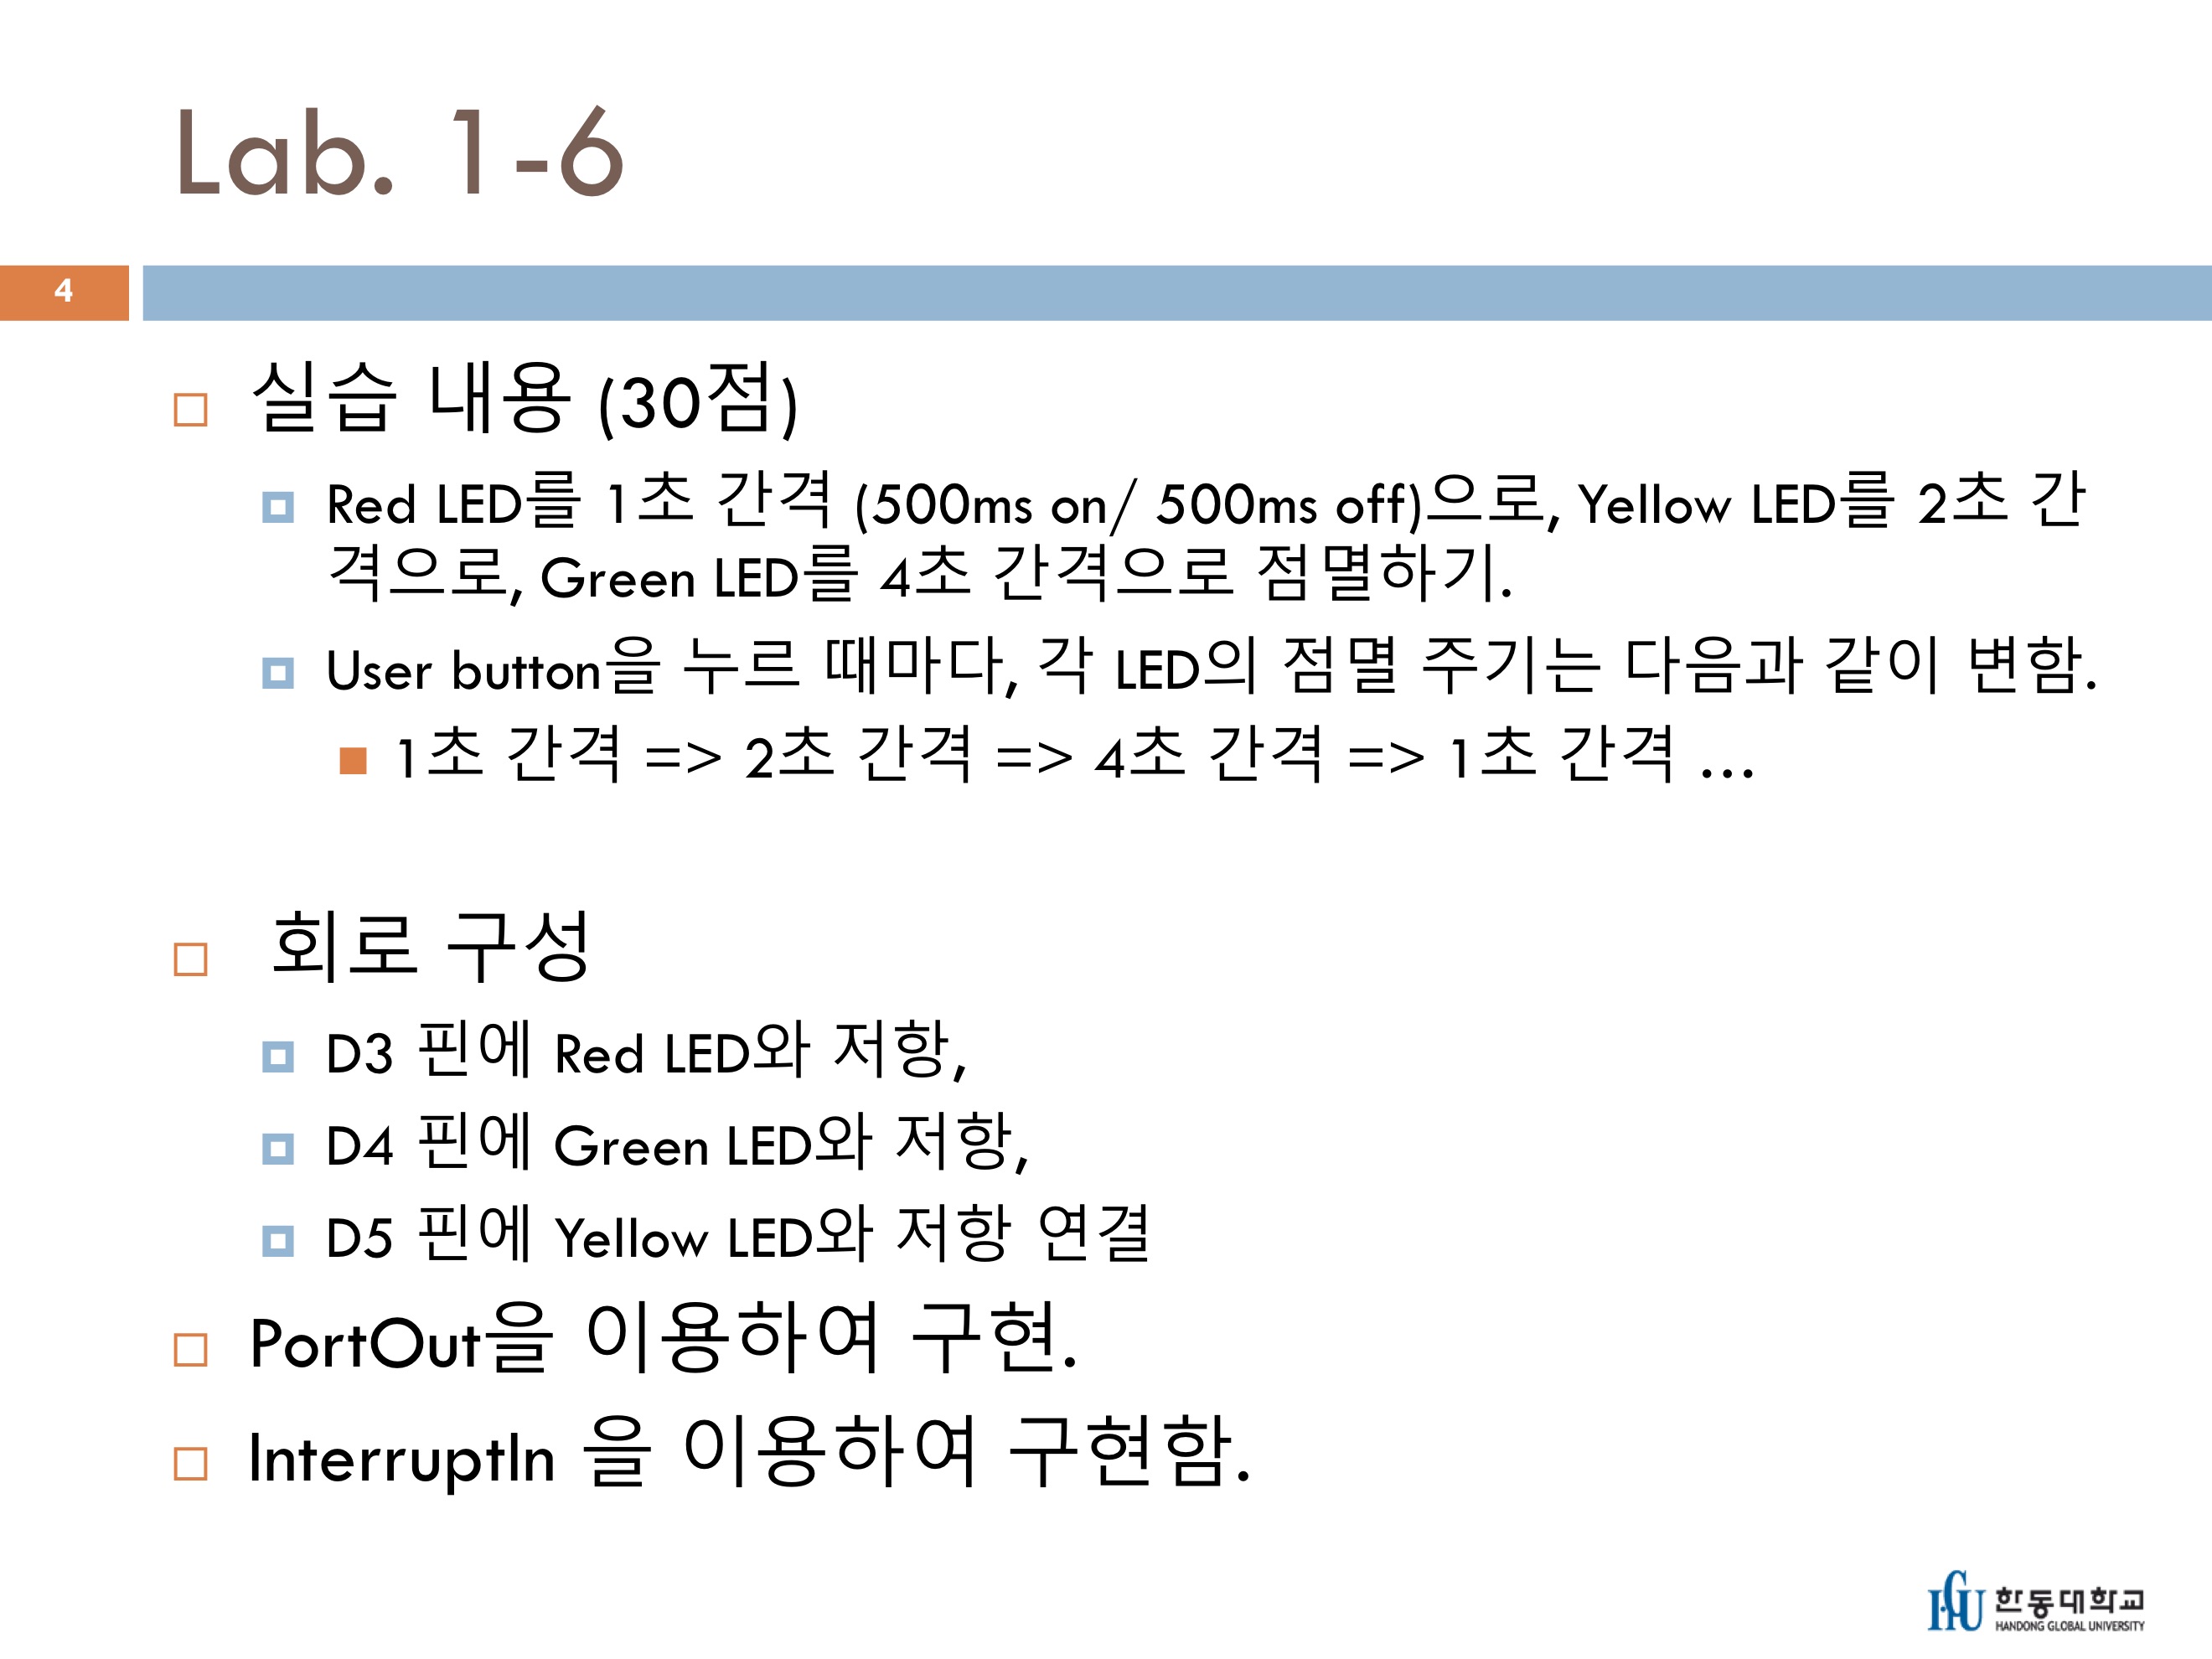 Lab. 1-6
4
실습 내용 (30점)
Red LED를 1초 간격 (500ms on/ 500ms off)으로, Yellow LED를 2초 간
격으로, Green LED를 4초 간격으로 점멸하기.
User button을 누르 때마다, 각 LED의 점멸 주기는 다음과 같이 변함.
1초 간격 => 2초 간격 => 4초 간격 => 1초 간격 ...
회로 구성
D3 핀에 Red LED와 저항,
D4 핀에 Green LED와 저항,
D5 핀에 Yellow LED와 저항 연결
PortOut을 이용하여 구현.
InterruptIn 을 이용하여 구현함.
HGU 한동대학교
HANDONG GLOBAL UNIVERSITY